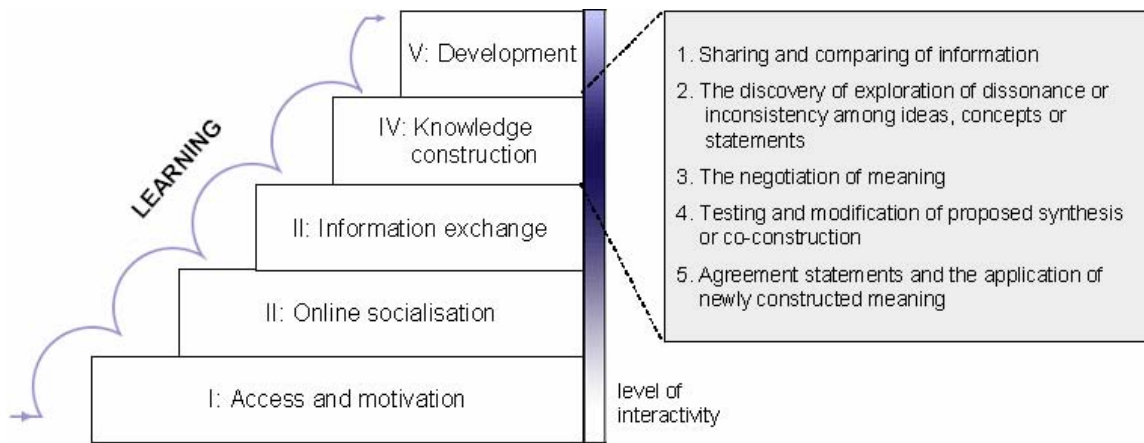 V: Development
IV: Knowledge
construction
II: Information exchange
II: Online socialisation
I: Access and motivation
LEARNING
level of
interactivity
1. Sharing and comparing of information
2. The discovery of exploration of dissonance or
inconsistency among ideas, concepts or
statements
3. The negotiation of meaning
4. Testing and modification of proposed synthesis
or co-construction
5. Agreement statements and the application of
newly constructed meaning